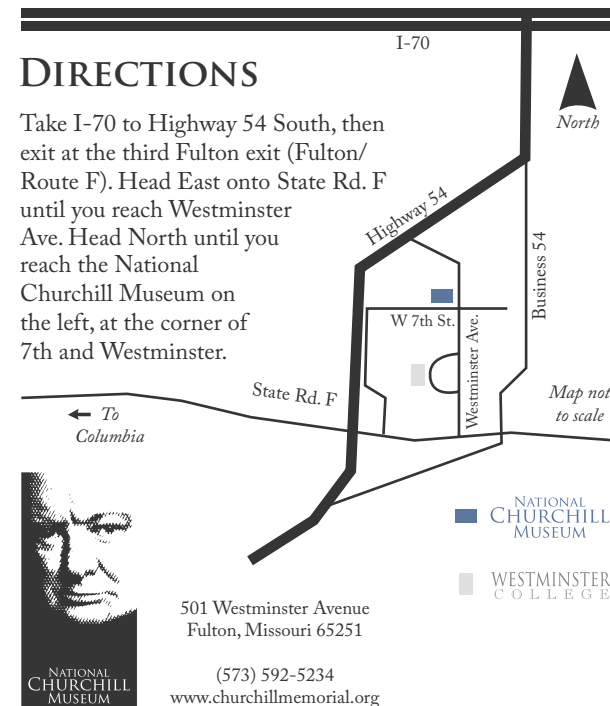 I-70
DIRECTIONS
North
Take I-70 to Highway 54 South, then
exit at the third Fulton exit (Fulton/
Route F). Head East onto State Rd. F
until you reach Westminster
Ave. Head North until you
reach the National
Churchill Museum on
the left, at the corner of
7th and Westminster.
Highway 54
Business 54
W 7th St.
Westminster Ave.
State Rd. F
Map not
to scale
To
Columbia
NATIONAL
CHURCHILL
MUSEUM
WESTMINSTER
COLLEGE
501 Westminster Avenue
Fulton, Missouri 65251
(573) 592-5234
www.churchillmemorial.org
NATIONAL
CHURCHILL
MUSEUM